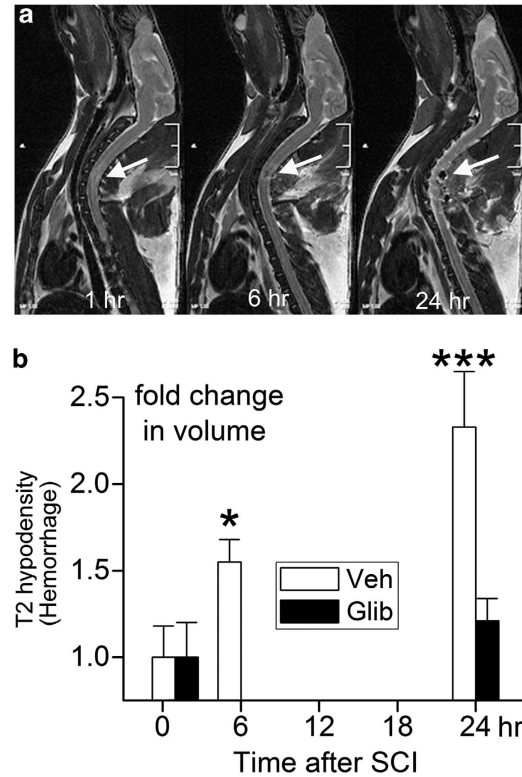 a
1 hr
6 hr
24 hr
b
fold change
in volume
***
*
T2 hypodensity
(Hemorrhage)
2.5
2.0
1.5
1.0
Veh
Glib
0
6
12
18
24 hr
Time after SCI